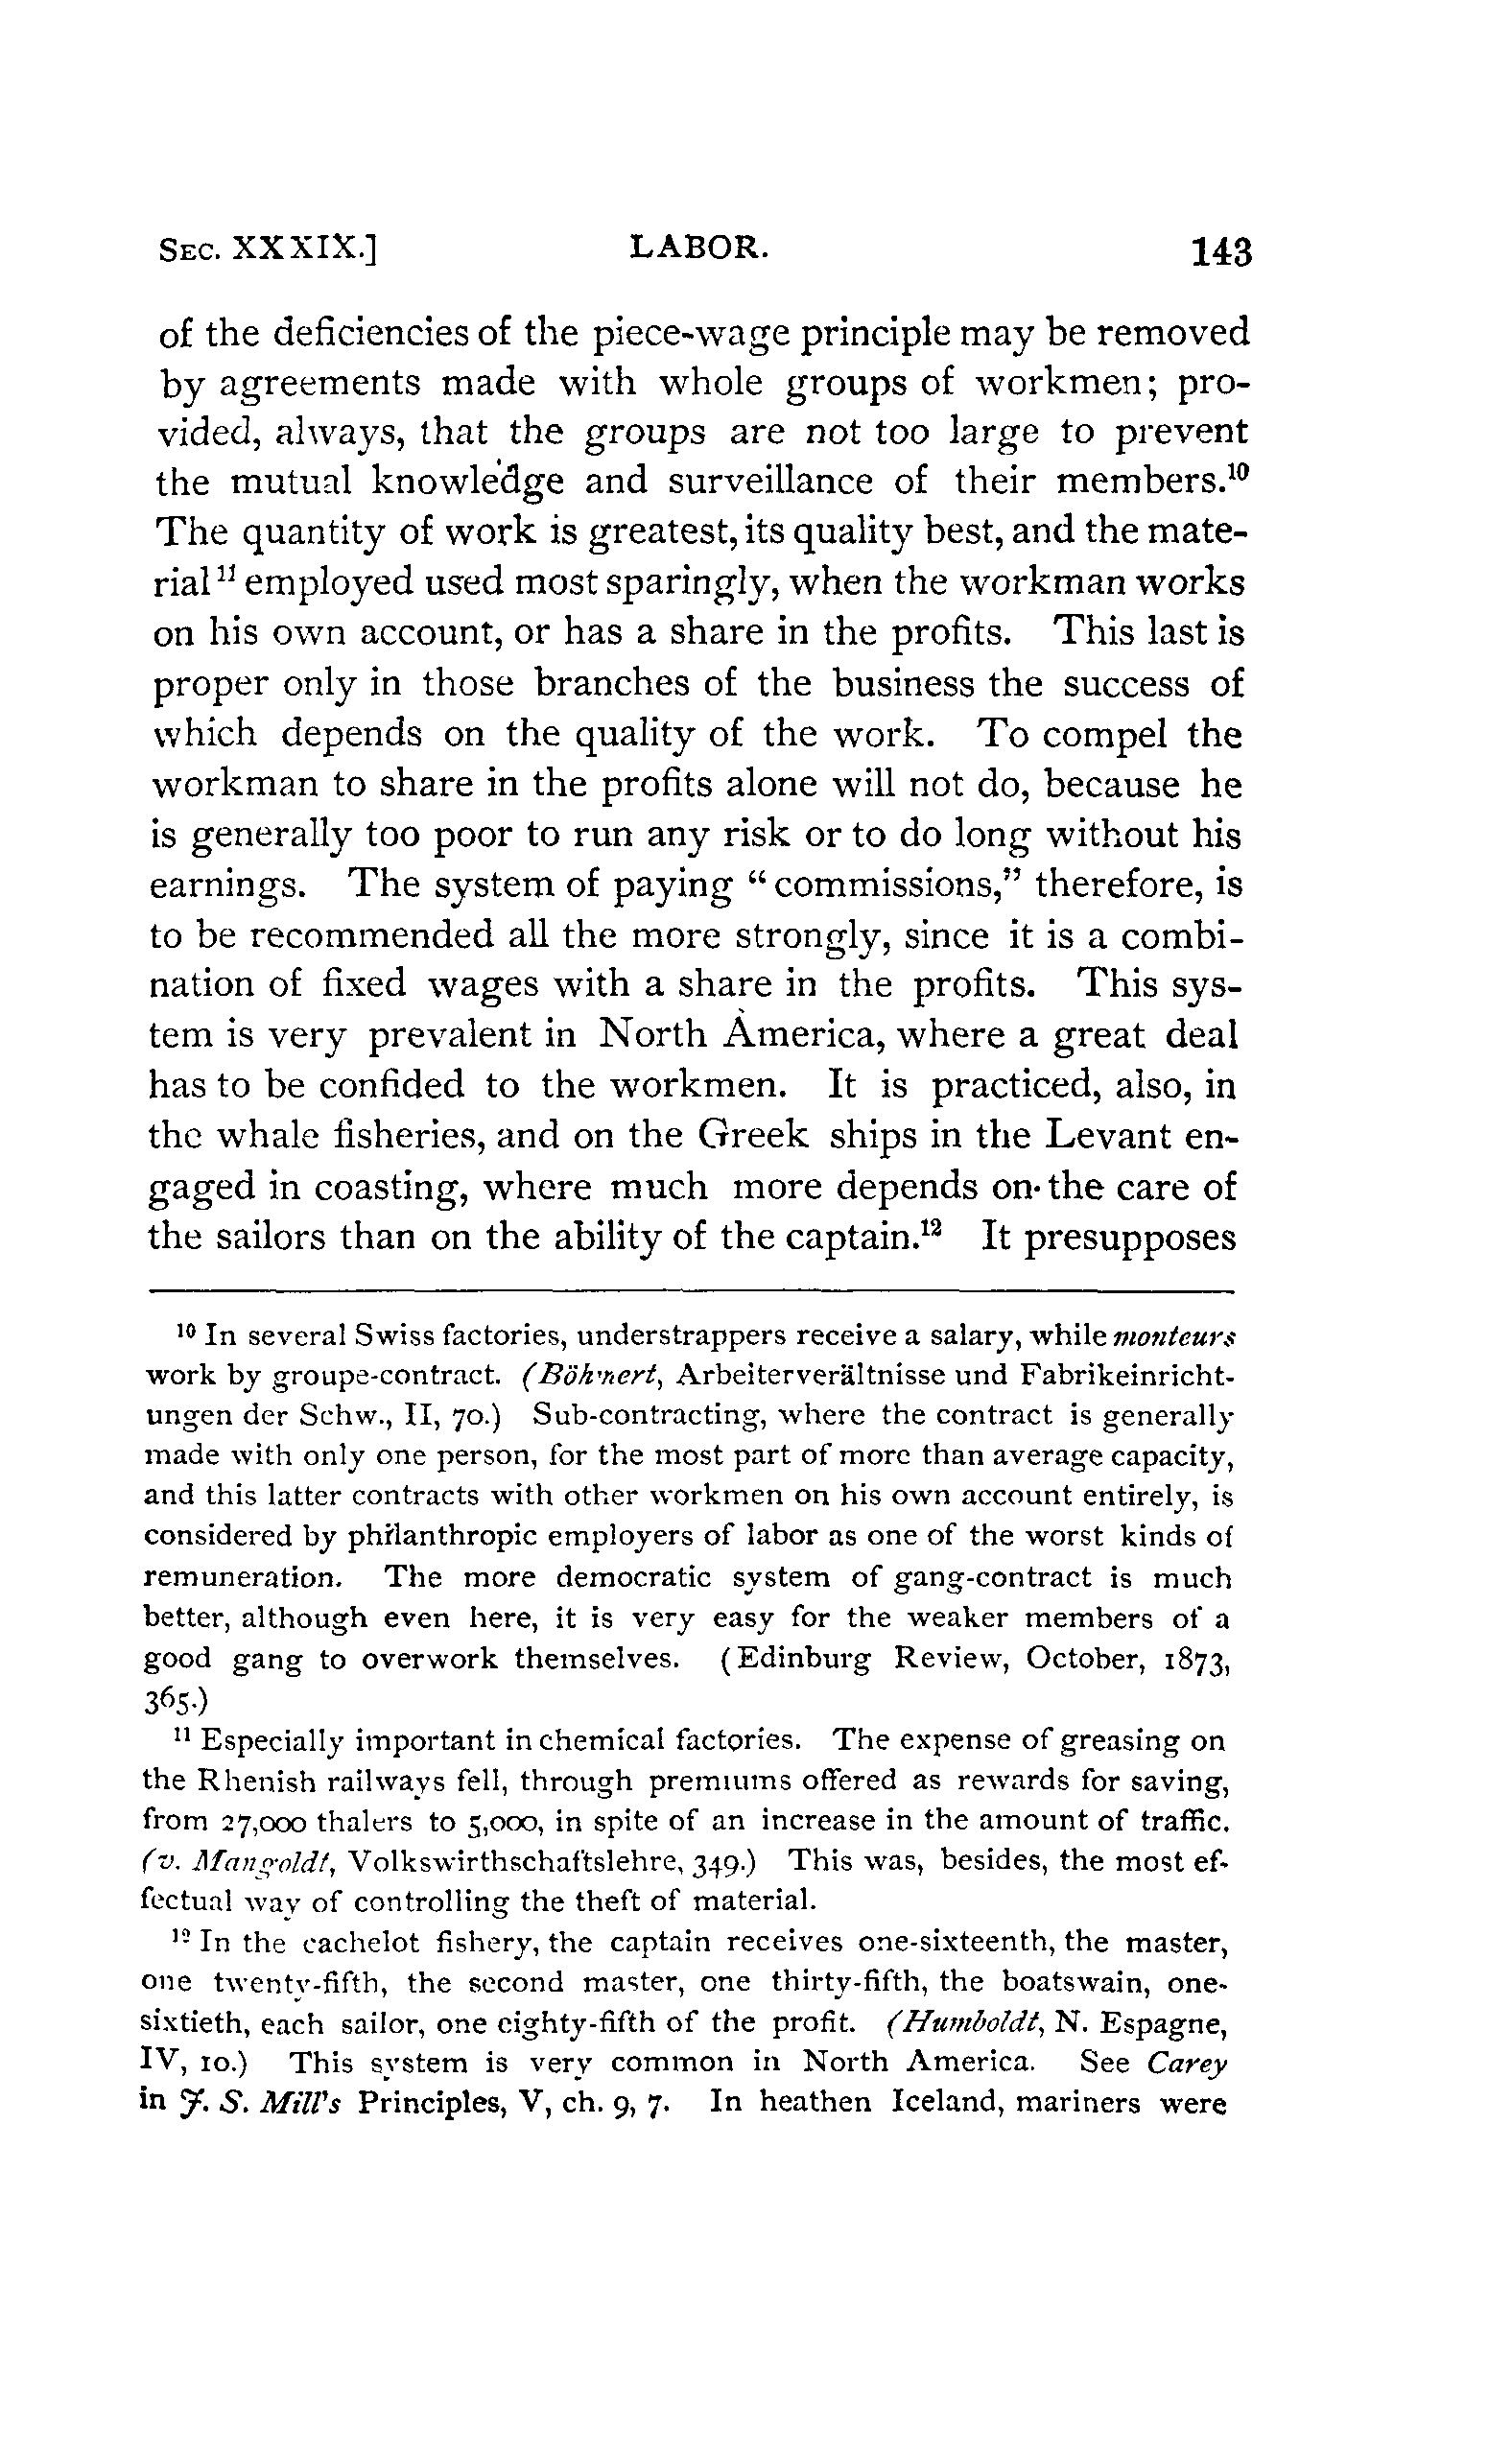 SEC. XXXIX.] LABOR. 143
of the deficiencies of the piece-wage principle may be removed
by agreements made with whole groups of workmen; pro-
vided, always, that the groups are not too large to prevent
the mutual knowledge and surveillance of their members.¹⁰
The quantity of work is greatest, its quality best, and the mate-
rial¹¹ employed used most sparingly, when the workman works
on his own account, or has a share in the profits. This last is
proper only in those branches of the business the success of
which depends on the quality of the work. To compel the
workman to share in the profits alone will not do, because he
is generally too poor to run any risk or to do long without his
earnings. The system of paying "commissions," therefore, is
to be recommended all the more strongly, since it is a combi-
nation of fixed wages with a share in the profits. This sys-
tem is very prevalent in North America, where a great deal
has to be confided to the workmen. It is practiced, also, in
the whale fisheries, and on the Greek ships in the Levant en-
gaged in coasting, where much more depends on the care of
the sailors than on the ability of the captain.¹² It presupposes
¹⁰ In several Swiss factories, understrappers receive a salary, while monteurs
work by groupe-contract. (Böhmert, Arbeiterverältnisse und Fabrikeinricht-
ungen der Schw., II, 70.) Sub-contracting, where the contract is generally
made with only one person, for the most part of more than average capacity,
and this latter contracts with other workmen on his own account entirely, is
considered by philanthropic employers of labor as one of the worst kinds of
remuneration. The more democratic system of gang-contract is much
better, although even here, it is very easy for the weaker members of a
good gang to overwork themselves. (Edinburg Review, October, 1873,
365.)
¹¹ Especially important in chemical factories. The expense of greasing on
the Rhenish railways fell, through premiums offered as rewards for saving,
from 27,000 thalers to 5,000, in spite of an increase in the amount of traffic.
(v. Mangoldt, Volkswirthschaftslehre, 349.) This was, besides, the most ef-
fectual way of controlling the theft of material.
¹² In the cachelot fishery, the captain receives one-sixteenth, the master,
one twenty-fifth, the second master, one thirty-fifth, the boatswain, one-
sixtieth, each sailor, one eighty-fifth of the profit. (Humboldt, N. Espagne,
IV, 10.) This system is very common in North America. See Carey
in J. S. Mill's Principles, V, ch. 9, 7. In heathen Iceland, mariners were